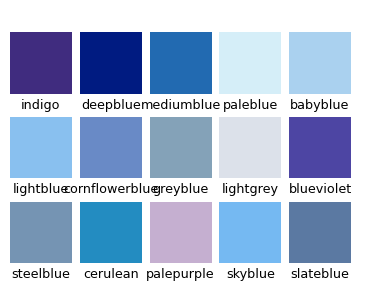 indigo deepblue mediumblue paleblue babyblue
lightblue cornflowerblue greyblue lightgrey blueviolet
steelblue cerulean palepurple skyblue slateblue